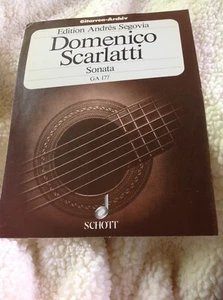 Gitarren-Archiv
Edition Andrés Segovia
Domenico
Scarlatti
Sonata
GA 177
SCHOTT